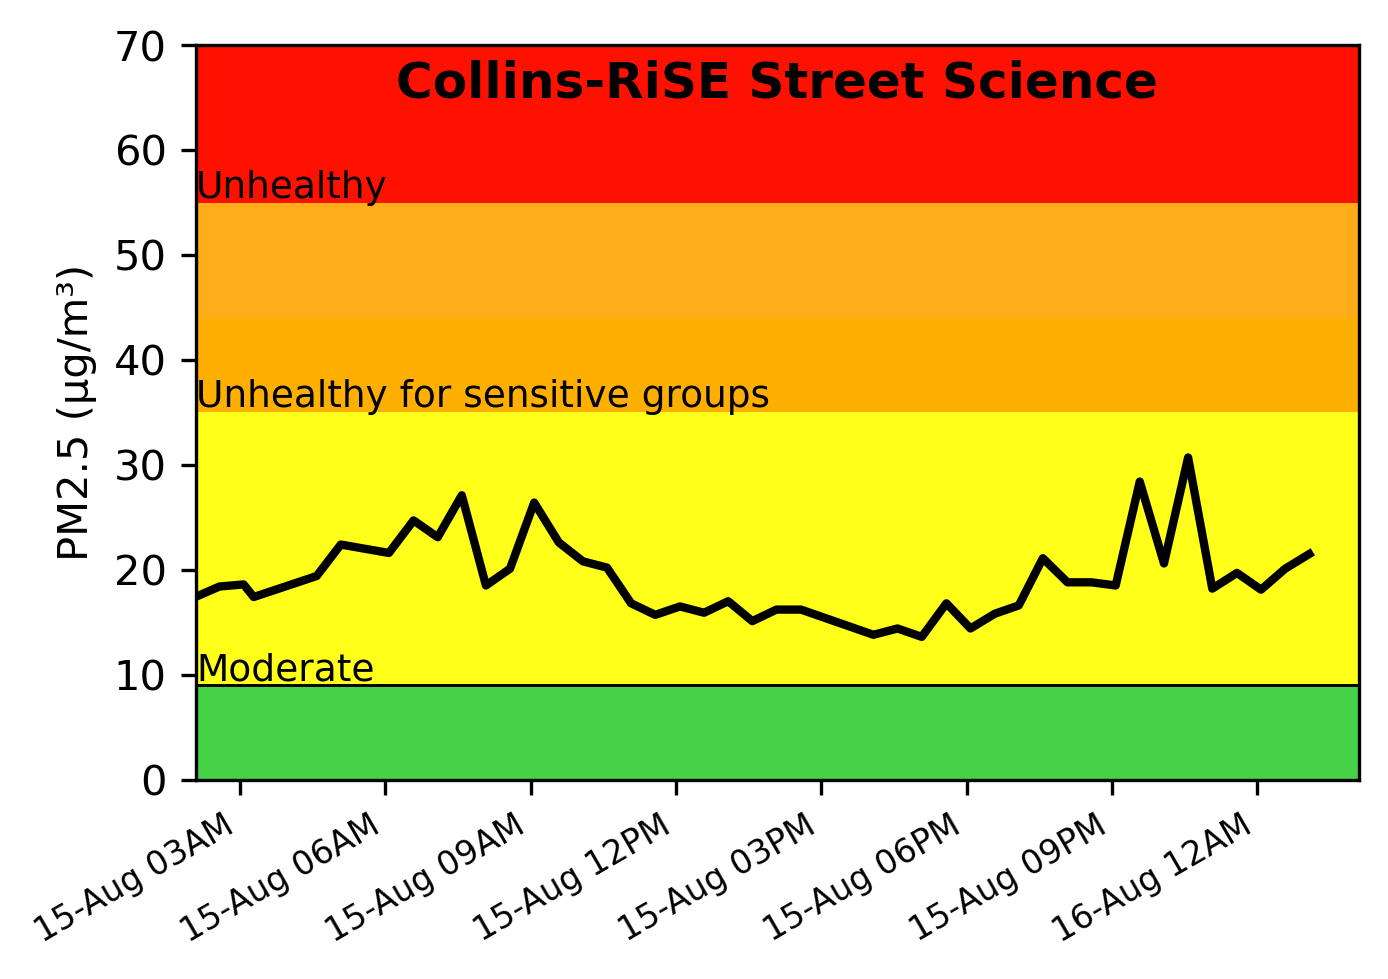 Collins-RiSE Street Science
70
60
50
40
30
20
10
0
PM2.5 (µg/m³)
Unhealthy
Unhealthy for sensitive groups
Moderate
15-Aug 03AM
15-Aug 06AM
15-Aug 09AM
15-Aug 12PM
15-Aug 03PM
15-Aug 06PM
15-Aug 09PM
16-Aug 12AM